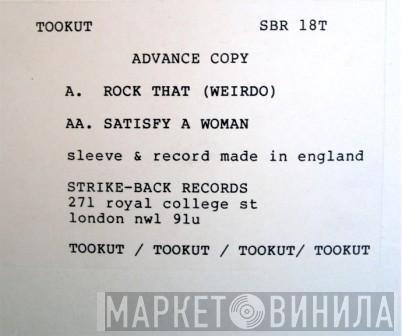 TOOKUT SBR 18T
ADVANCE COPY
A. ROCK THAT (WEIRDO)
AA. SATISFY A WOMAN
sleeve & record made in england
STRIKE-BACK RECORDS
271 royal college st
london nw1 91u
TOOKUT / TOOKUT / TOOKUT/ TOOKUT
МАРКЕТ ВИНИЛА